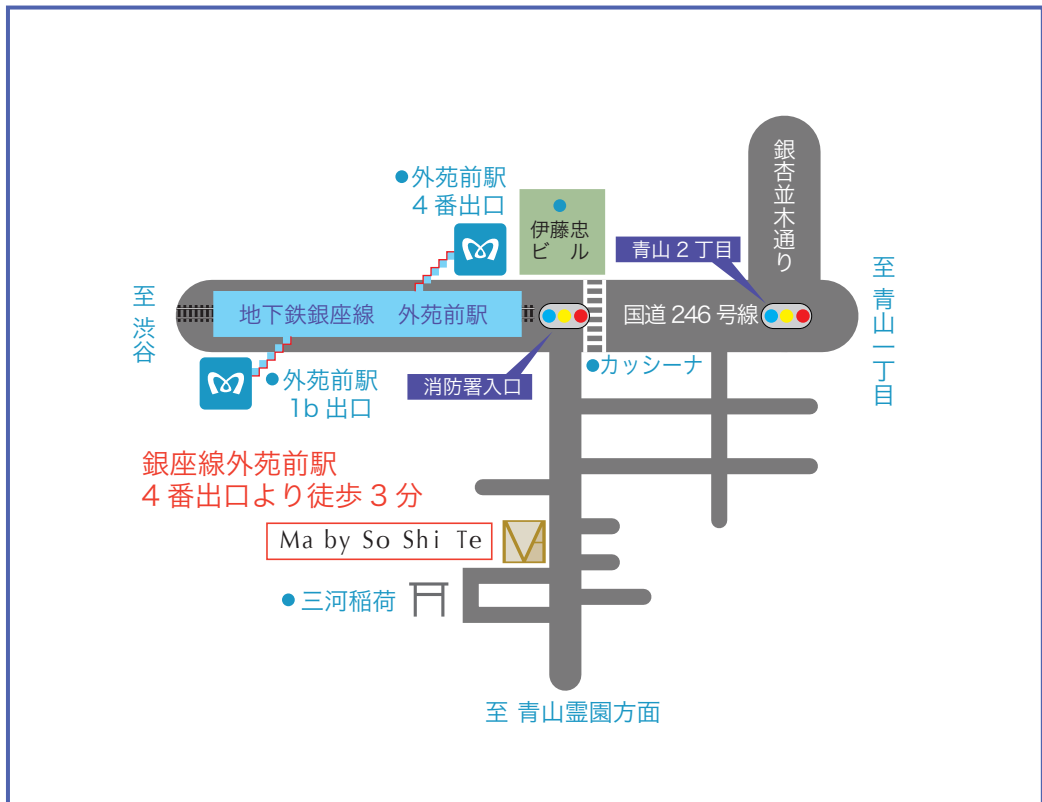 銀杏並木通り
外苑前駅
4 番出口
伊藤忠
ビ　ル
青山 2 丁目
至 渋谷
地下鉄銀座線　外苑前駅
国道 246 号線
至 青山一丁目
外苑前駅
1b 出口
消防署入口
カッシーナ
銀座線外苑前駅
4 番出口より徒歩 3 分
Ma by So Shi Te
三河稲荷
至 青山霊園方面